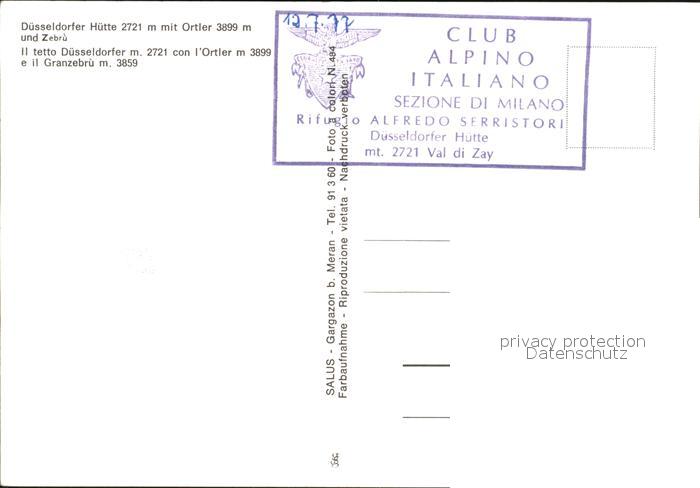 Düsseldorfer Hütte 2721 m mit Ortler 3899 m
und Zebrù
Il tetto Düsseldorfer m. 2721 con l'Ortler m 3899
e il Granzebrù m. 3859
12.7.77
CLUB
ALPINO
ITALIANO
SEZIONE DI MILANO
Rifugio ALFREDO SERRISTORI
Düsseldorfer Hütte
mt. 2721 Val di Zay
SALUS - Gargazon b. Meran - Tel. 91 3 60 - Foto a colori N. 484
Farbaufnahme - Riproduzione vietata - Nachdruck verboten
privacy protection
Datenschutz